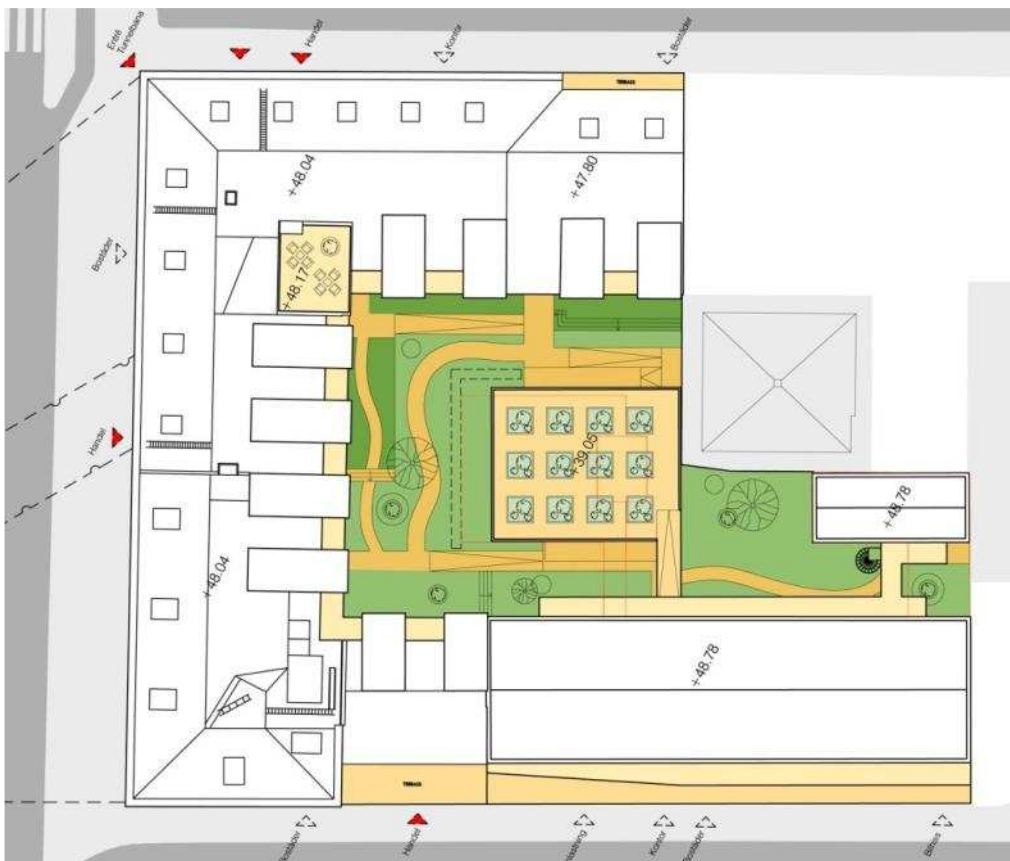 Entré
Tunnelbana
Handel
Kontor
Bostäder
TERRASS
+48.04
+47.80
Bostäder
+48.17
Handel
+39.05
+48.78
+48.04
+48.78
TERRASS
Bostäder
Handel
Kontor
Bostäder